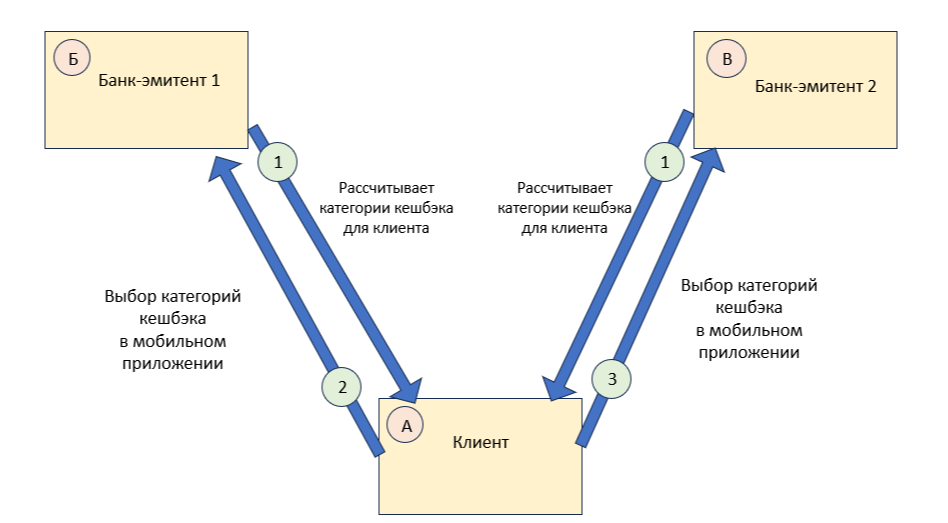 Б
Банк-эмитент 1
В
Банк-эмитент 2
1
1
Рассчитывает
категории кешбэка
для клиента
Рассчитывает
категории кешбэка
для клиента
Выбор категорий
кешбэка
в мобильном
приложении
Выбор категорий
кешбэка
в мобильном
приложении
2
3
А
Клиент